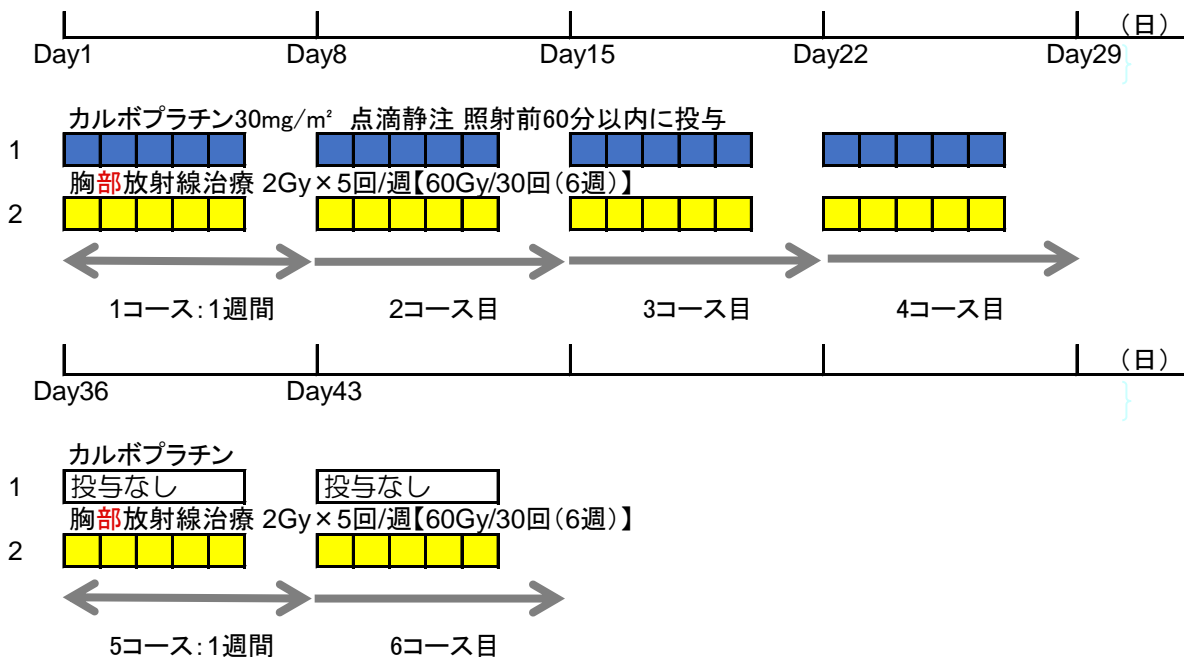 （日）
Day1 Day8 Day15 Day22 Day29
}
カルボプラチン30mg/m² 点滴静注 照射前60分以内に投与
1
胸部放射線治療 2Gy×5回/週【60Gy/30回（6週）】
2
1コース：1週間 2コース目 3コース目 4コース目
（日）
Day36 Day43
}
カルボプラチン
1 投与なし 投与なし
胸部放射線治療 2Gy×5回/週【60Gy/30回（6週）】
2
5コース：1週間 6コース目